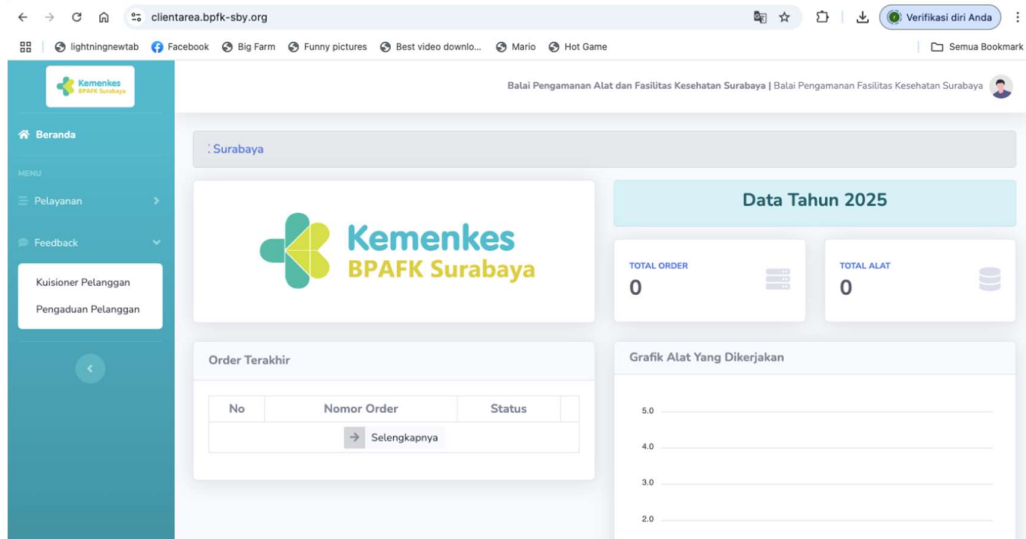 clientarea.bpfk-sby.org
Verifikasi diri Anda
lightningnewtab Facebook Big Farm Funny pictures Best video downlo... Mario Hot Game
Semua Bookmark
Kemenkes
BPAFK Surabaya
Balai Pengamanan Alat dan Fasilitas Kesehatan Surabaya | Balai Pengamanan Fasilitas Kesehatan Surabaya
Beranda
MENU
Pelayanan
Feedback
Kuisioner Pelanggan
Pengaduan Pelanggan
Surabaya
Kemenkes
BPAFK Surabaya
Data Tahun 2025
TOTAL ORDER
0
TOTAL ALAT
0
Order Terakhir
No Nomor Order Status
Selengkapnya
Grafik Alat Yang Dikerjakan
5.0
4.0
3.0
2.0